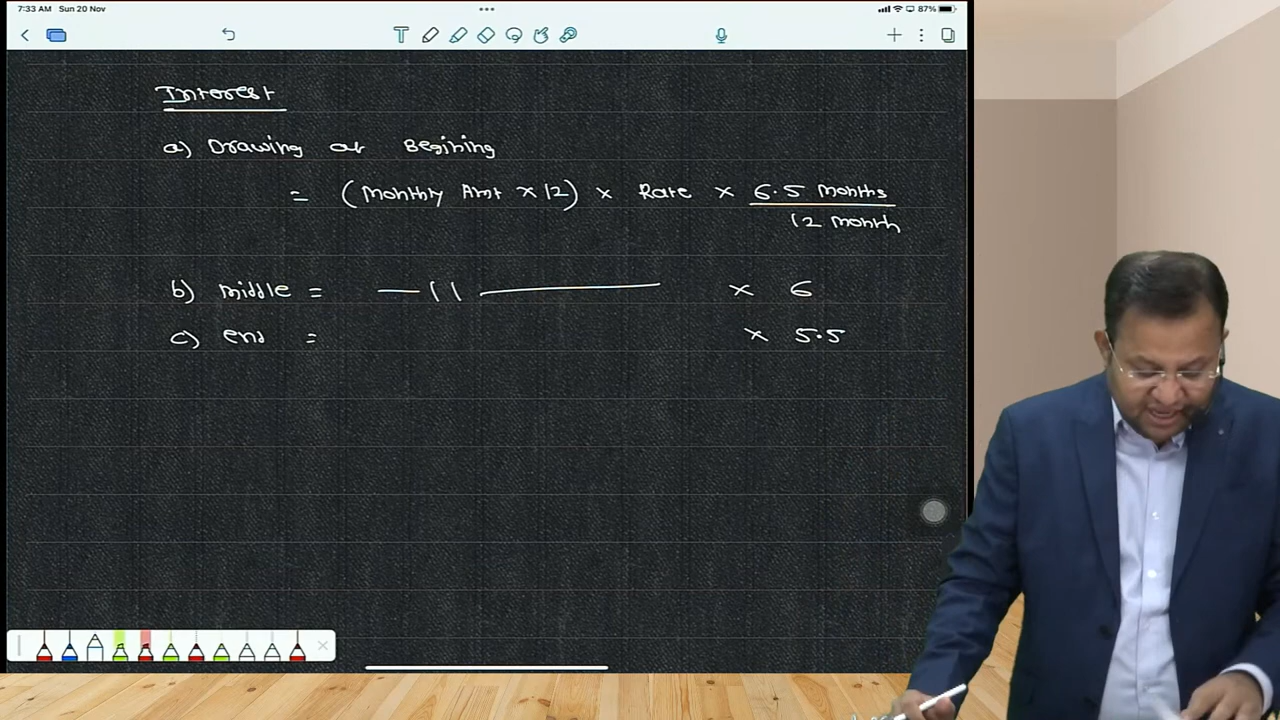 7:33 AM Sun 20 Nov
87%
Interest
a) Drawing at Begining
= (Monthly Amt × 12) × Rate × 6.5 months
12 month
b) Middle = —11— × 6
c) end = × 5.5